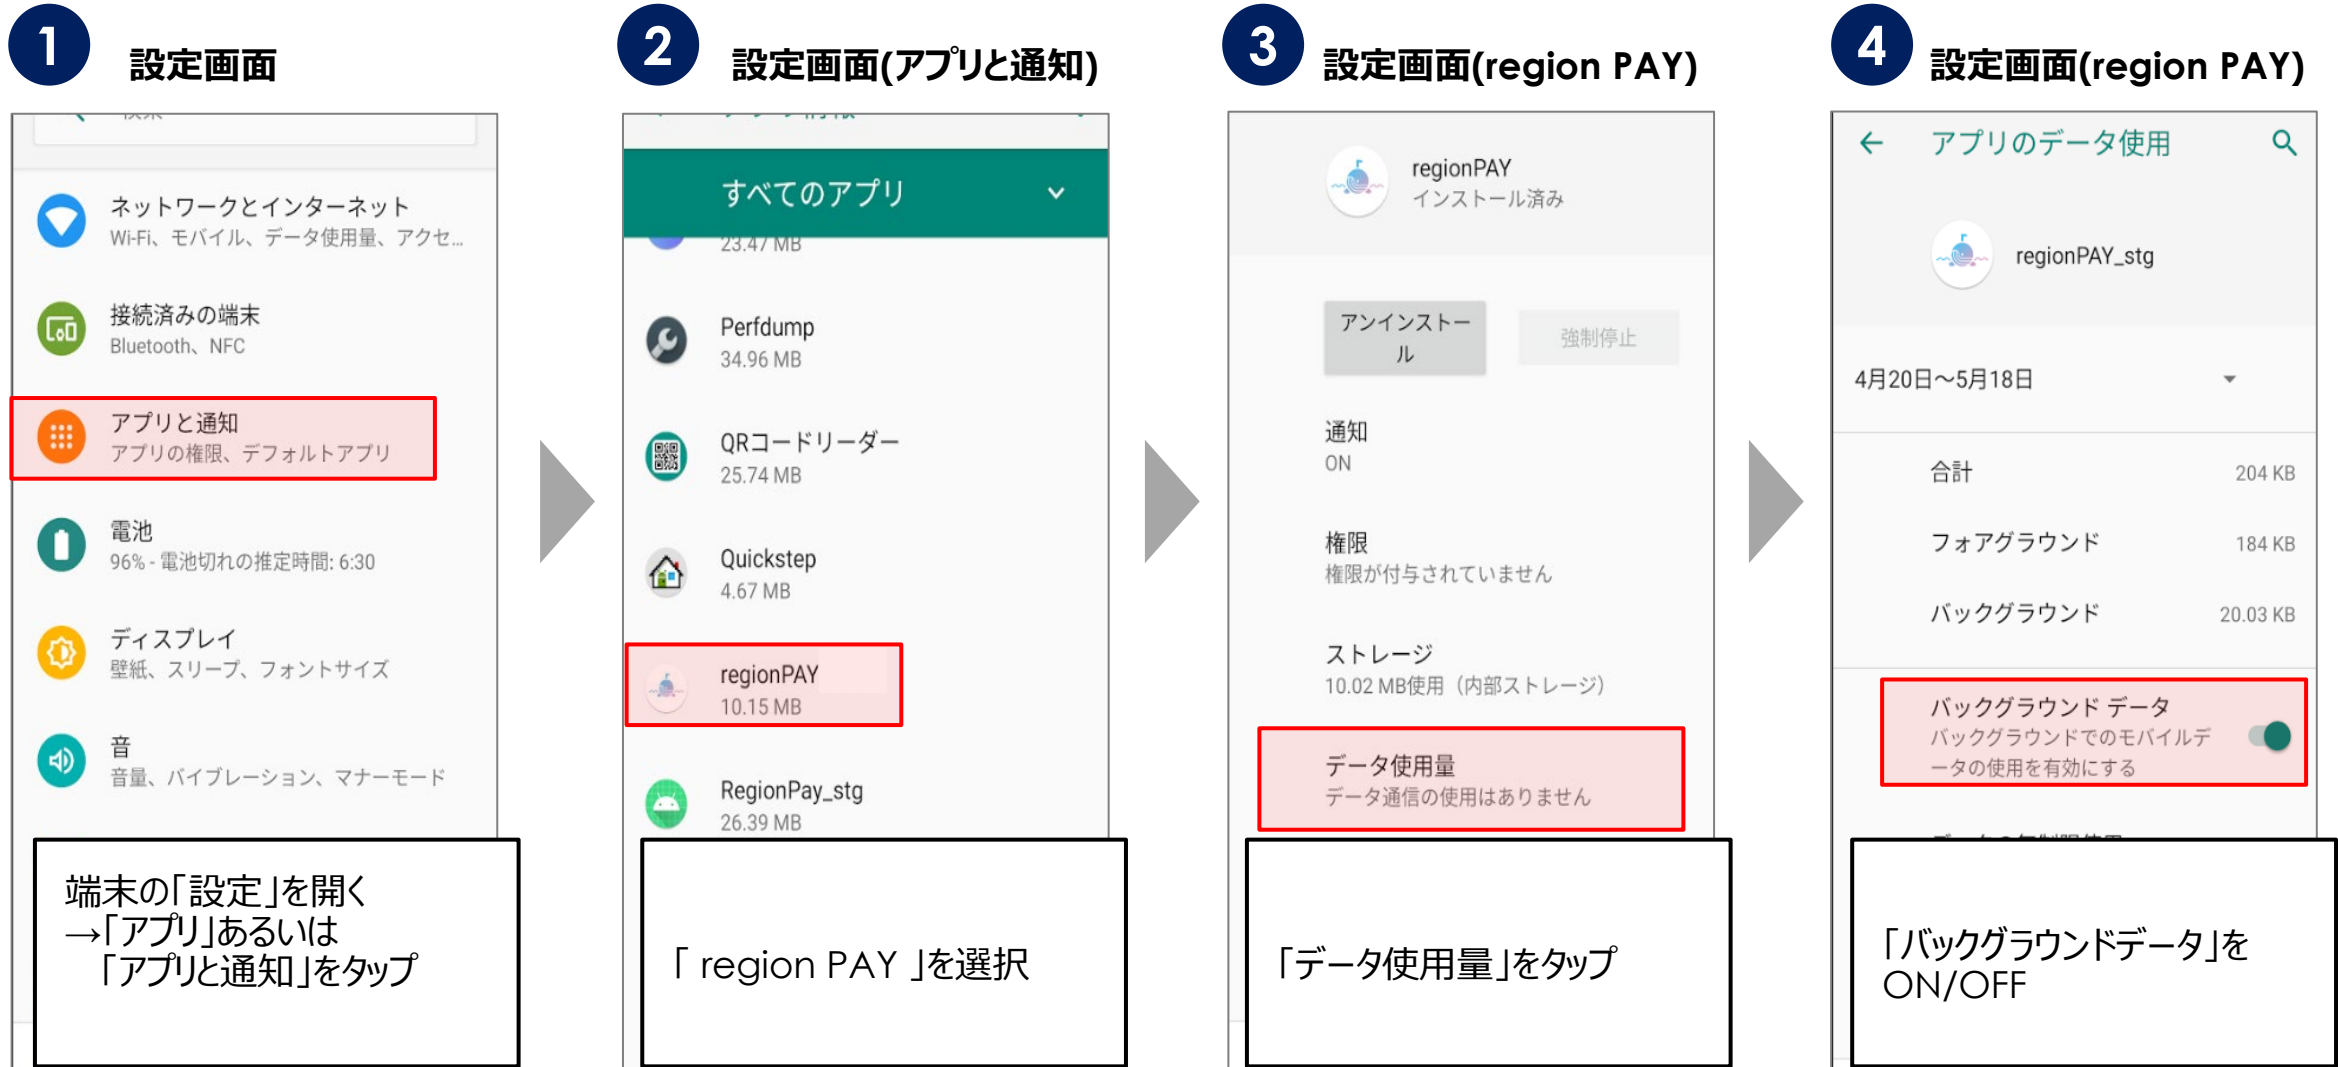 1
設定画面
検索
ネットワークとインターネット
Wi-Fi、モバイル、データ使用量、アクセ...
接続済みの端末
Bluetooth、NFC
アプリと通知
アプリの権限、デフォルトアプリ
電池
96% - 電池切れの推定時間: 6:30
ディスプレイ
壁紙、スリープ、フォントサイズ
音
音量、バイブレーション、マナーモード
端末の「設定」を開く
→「アプリ」あるいは
「アプリと通知」をタップ
2
設定画面(アプリと通知)
アプリ情報
すべてのアプリ
23.47 MB
Perfdump
34.96 MB
QRコードリーダー
25.74 MB
Quickstep
4.67 MB
regionPAY
10.15 MB
RegionPay_stg
26.39 MB
「 region PAY 」を選択
3
設定画面(region PAY)
regionPAY
インストール済み
アンインストー
ル
強制停止
通知
ON
権限
権限が付与されていません
ストレージ
10.02 MB使用（内部ストレージ）
データ使用量
データ通信の使用はありません
「データ使用量」をタップ
4
設定画面(region PAY)
アプリのデータ使用
regionPAY_stg
4月20日～5月18日
合計
204 KB
フォアグラウンド
184 KB
バックグラウンド
20.03 KB
バックグラウンド データ
バックグラウンドでのモバイルデ
ータの使用を有効にする
「バックグラウンドデータ」を
ON/OFF